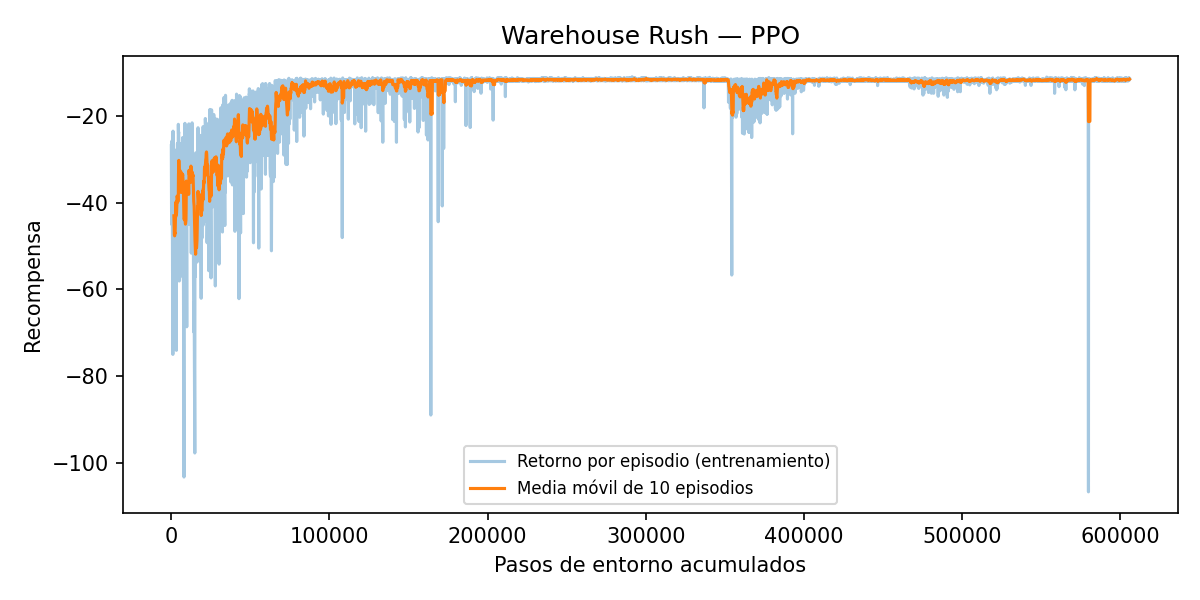 Warehouse Rush — PPO
Recompensa
−20
−40
−60
−80
−100
Retorno por episodio (entrenamiento)
Media móvil de 10 episodios
0
100000
200000
300000
400000
500000
600000
Pasos de entorno acumulados